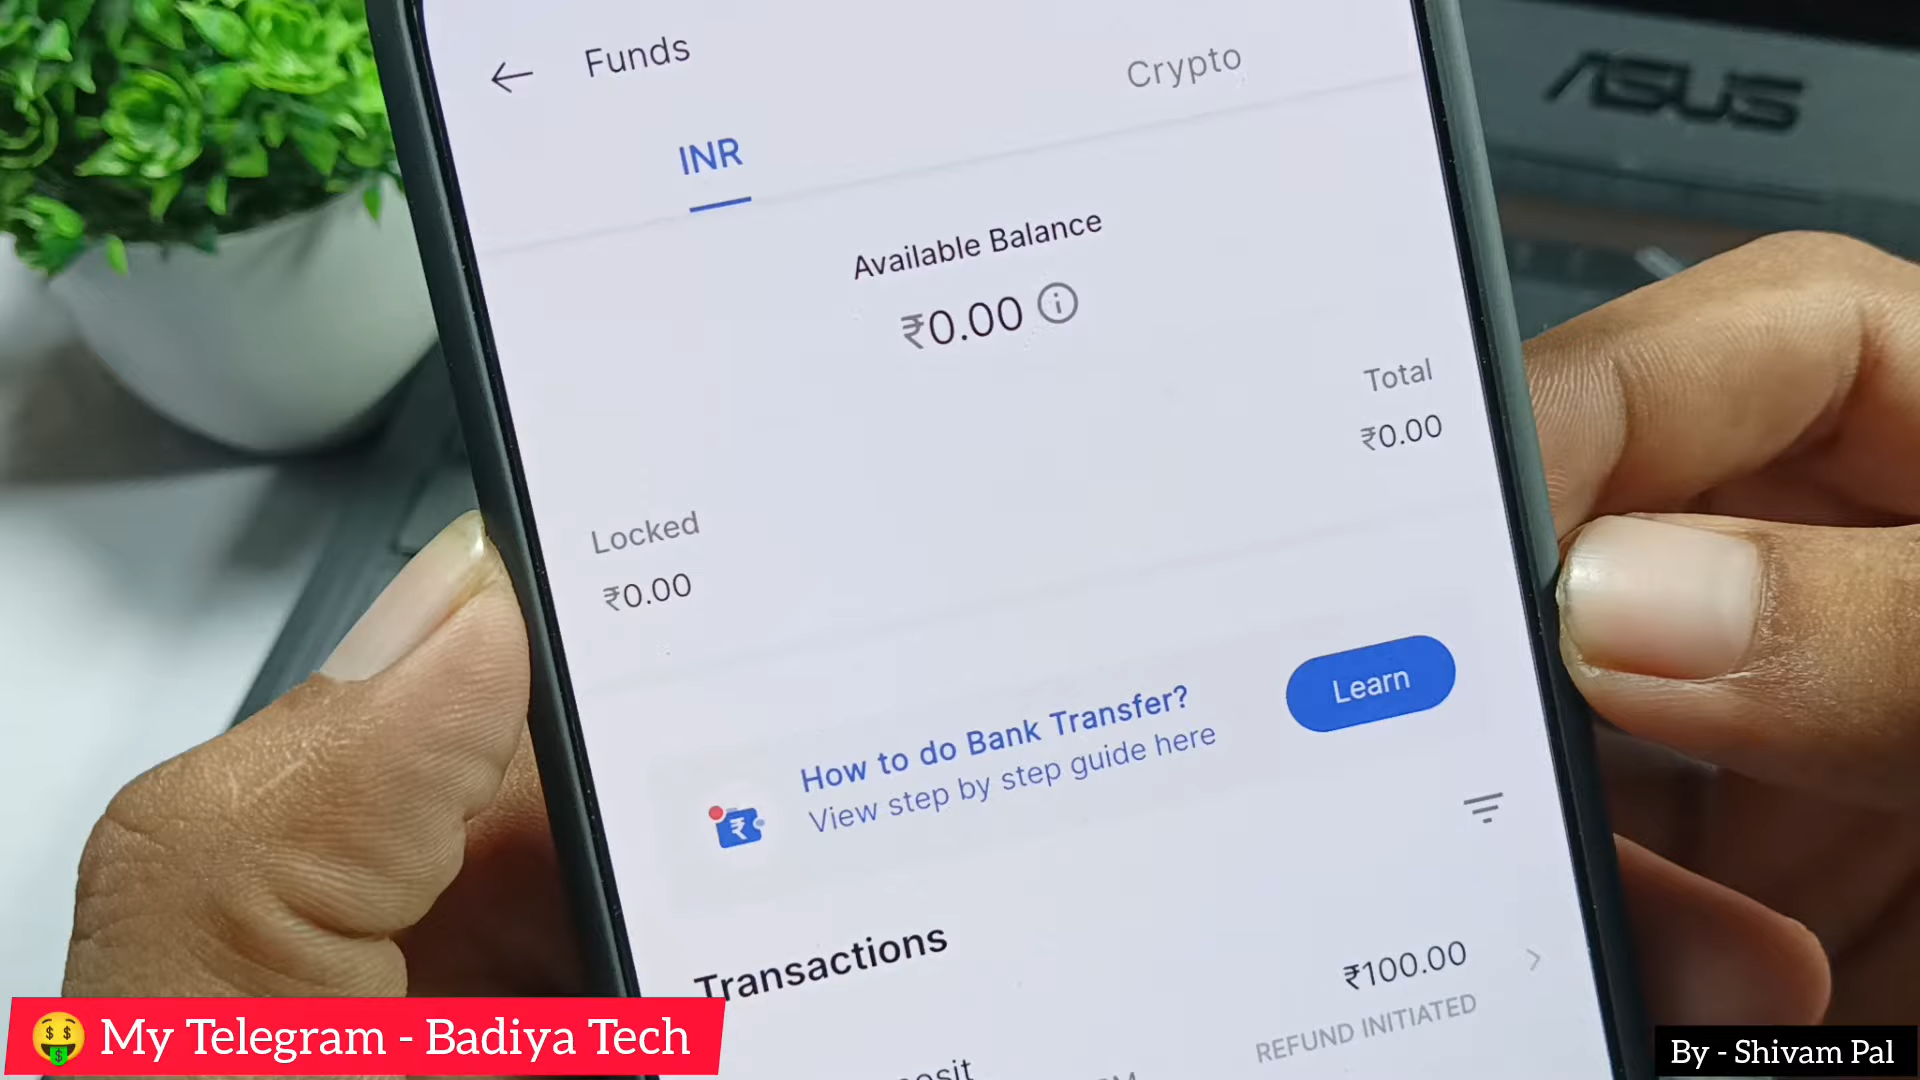 Funds
Crypto
INR
ASUS
Available Balance
₹0.00
Total
₹0.00
Locked
₹0.00
How to do Bank Transfer?
View step by step guide here
Learn
Transactions
₹100.00
REFUND INITIATED
My Telegram - Badiya Tech
By - Shivam Pal